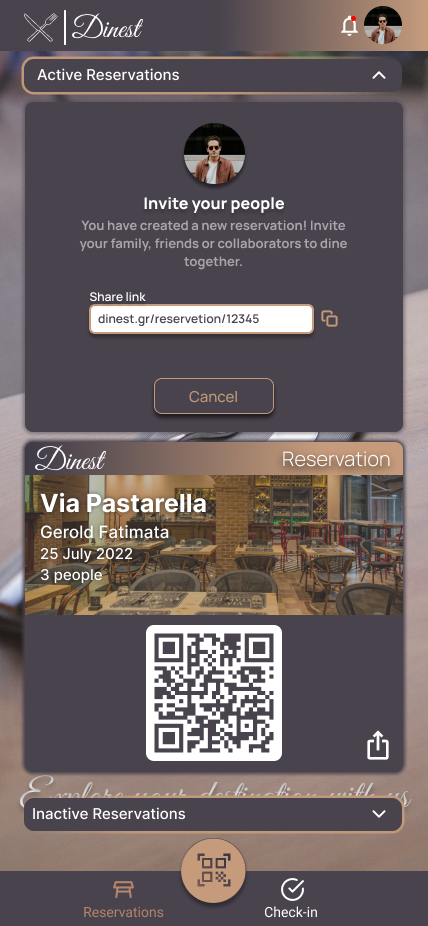 Dinest
Active Reservations
Invite your people
You have created a new reservation! Invite
your family, friends or collaborators to dine
together.
Share link
dinest.gr/reservetion/12345
Cancel
Dinest
Reservation
Via Pastarella
Gerold Fatimata
25 July 2022
3 people
Explore your destination with us
Inactive Reservations
Reservations
Check-in